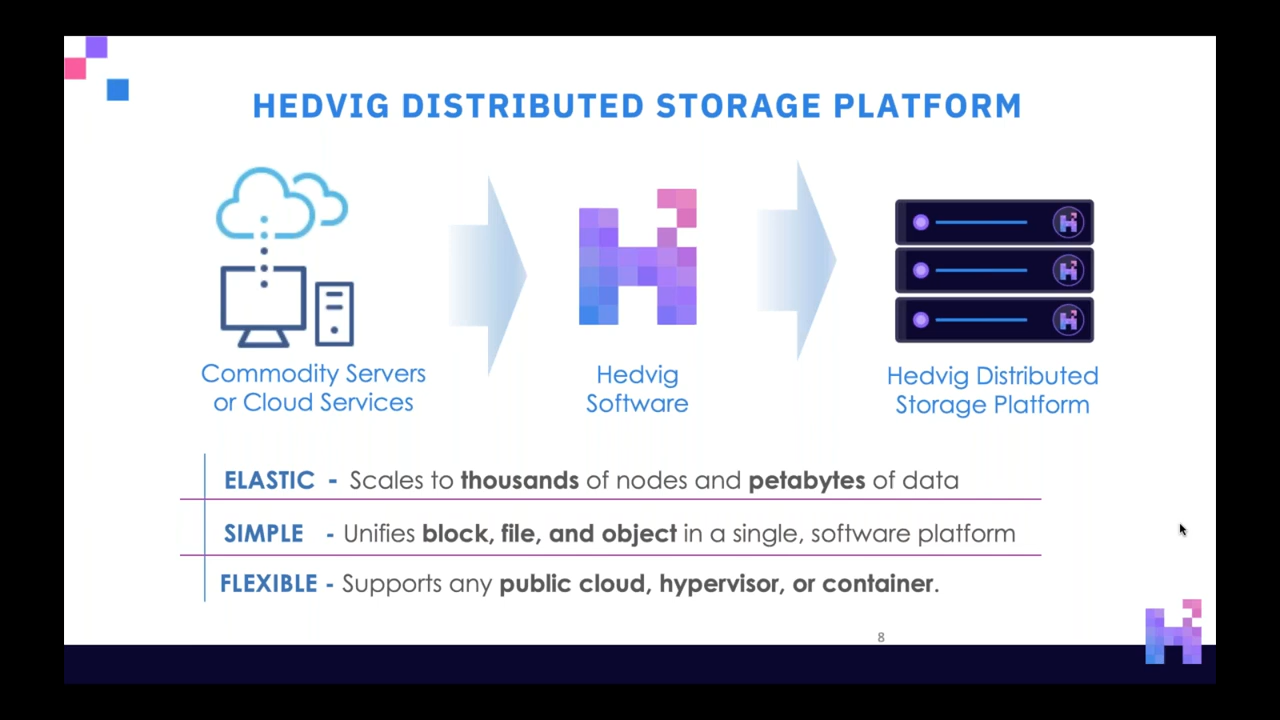 HEDVIG DISTRIBUTED STORAGE PLATFORM
Commodity Servers
or Cloud Services
Hedvig
Software
Hedvig Distributed
Storage Platform
ELASTIC - Scales to thousands of nodes and petabytes of data
SIMPLE - Unifies block, file, and object in a single, software platform
FLEXIBLE - Supports any public cloud, hypervisor, or container.
8